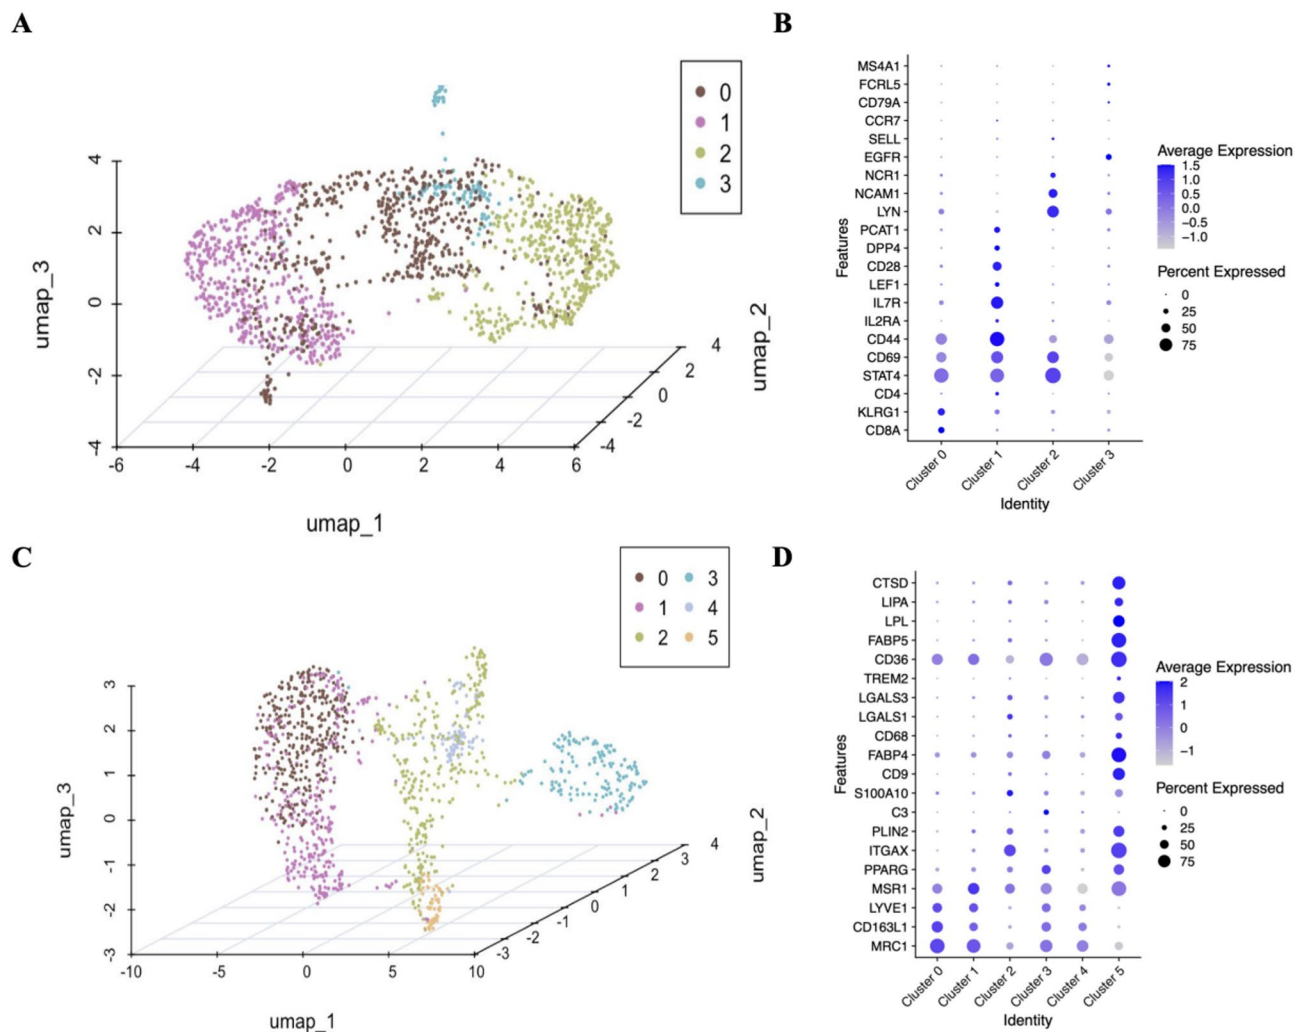 A
0
1
2
3
4
2
0
-2
-4
umap_3
-6
-4
-2
0
2
4
6
umap_1
4
2
0
-2
-4
umap_2
B
MS4A1
FCRL5
CD79A
CCR7
SELL
EGFR
NCR1
NCAM1
LYN
PCAT1
DPP4
CD28
LEF1
IL7R
IL2RA
CD44
CD69
STAT4
CD4
KLRG1
CD8A
Features
Cluster 0
Cluster 1
Cluster 2
Cluster 3
Identity
Average Expression
1.5
1.0
0.5
0.0
−0.5
−1.0
Percent Expressed
0
25
50
75
C
0 3
1 4
2 5
3
2
1
0
-1
-2
-3
umap_3
-10
-5
0
5
10
umap_1
4
3
2
1
0
-1
-2
-3
umap_2
D
CTSD
LIPA
LPL
FABP5
CD36
TREM2
LGALS3
LGALS1
CD68
FABP4
CD9
S100A10
C3
PLIN2
ITGAX
PPARG
MSR1
LYVE1
CD163L1
MRC1
Features
Cluster 0
Cluster 1
Cluster 2
Cluster 3
Cluster 4
Cluster 5
Identity
Average Expression
2
1
0
−1
Percent Expressed
0
25
50
75